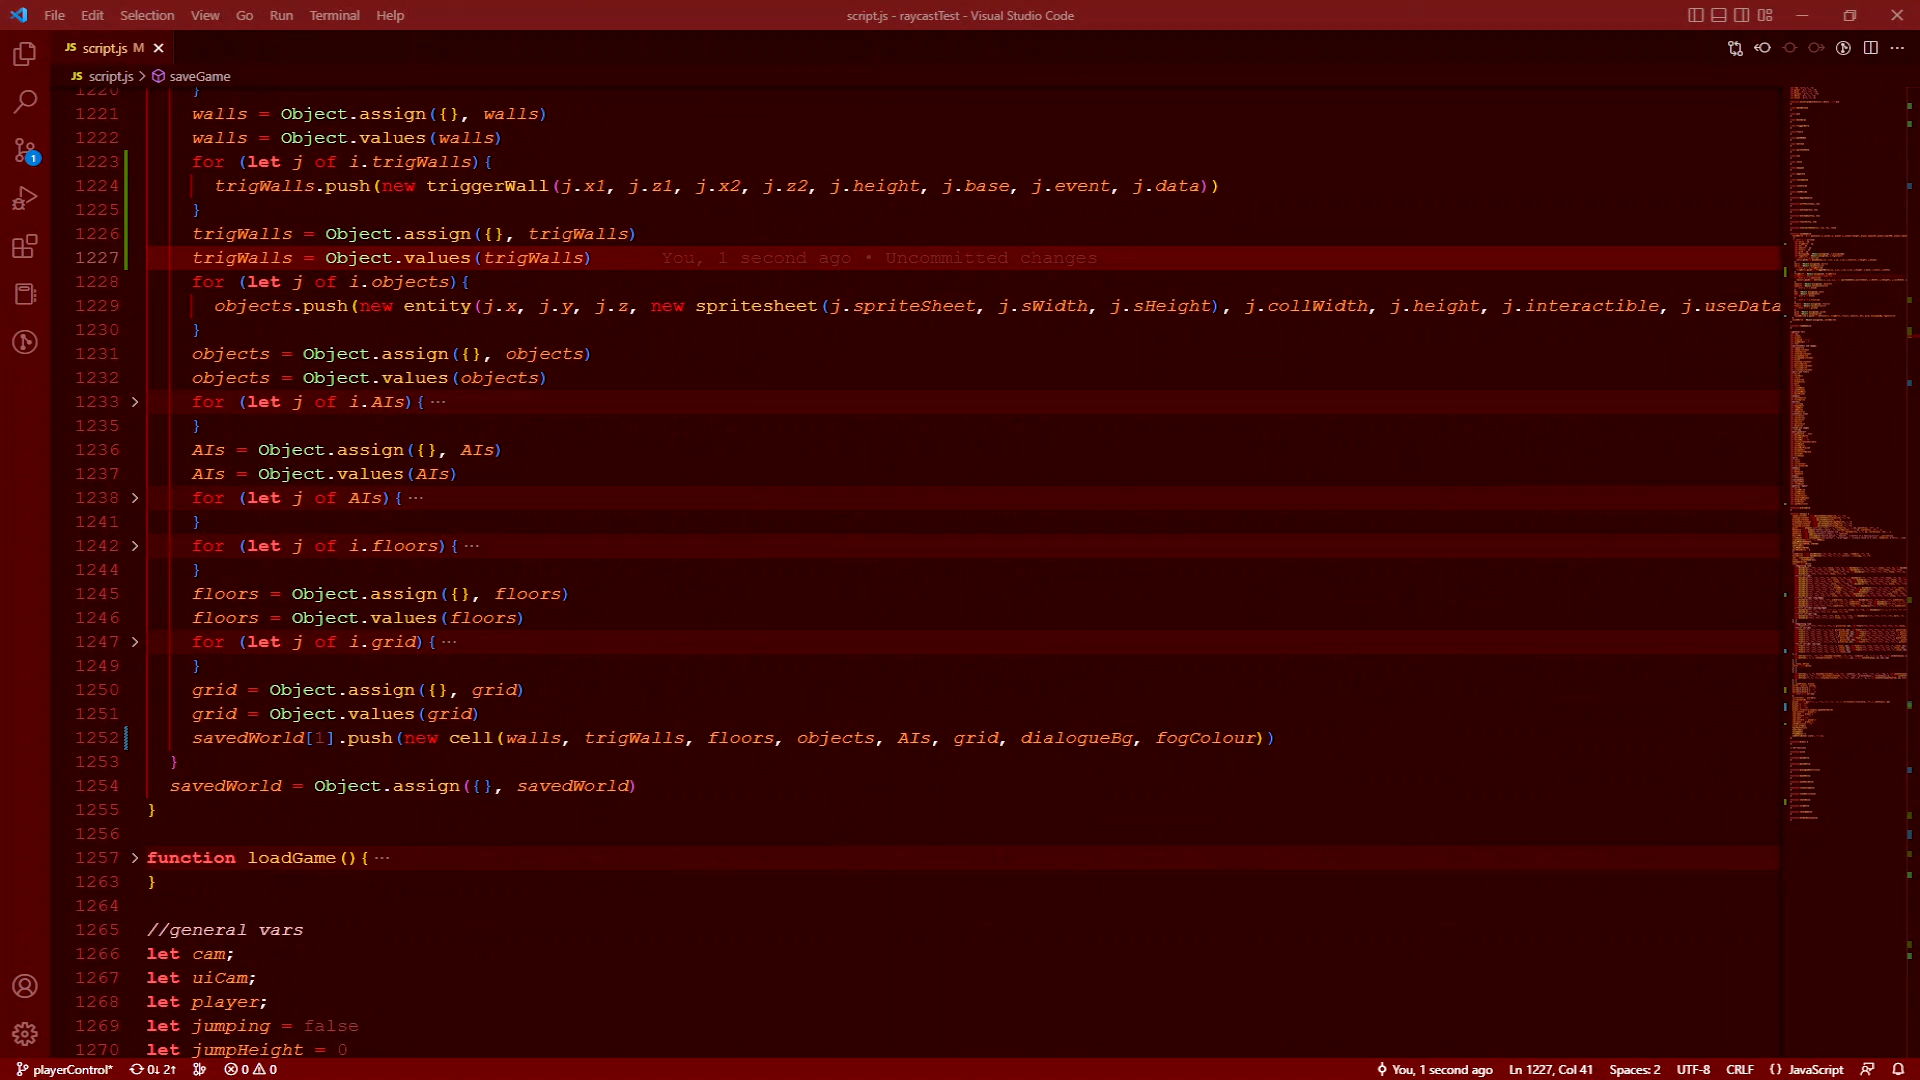 File Edit Selection View Go Run Terminal Help
script.js - raycastTest - Visual Studio Code
JS script.js M
JS script.js > saveGame
1220 }
1221 walls = Object.assign({}, walls)
1222 walls = Object.values(walls)
1223 for (let j of i.trigWalls){
1224 trigWalls.push(new triggerWall(j.x1, j.z1, j.x2, j.z2, j.height, j.base, j.event, j.data))
1225 }
1226 trigWalls = Object.assign({}, trigWalls)
1227 trigWalls = Object.values(trigWalls) You, 1 second ago • Uncommitted changes
1228 for (let j of i.objects){
1229 objects.push(new entity(j.x, j.y, j.z, new spritesheet(j.spriteSheet, j.sWidth, j.sHeight), j.collWidth, j.height, j.interactible, j.useData
1230 }
1231 objects = Object.assign({}, objects)
1232 objects = Object.values(objects)
1233 for (let j of i.AIs){ ···
1235 }
1236 AIs = Object.assign({}, AIs)
1237 AIs = Object.values(AIs)
1238 for (let j of AIs){ ···
1241 }
1242 for (let j of i.floors){ ···
1244 }
1245 floors = Object.assign({}, floors)
1246 floors = Object.values(floors)
1247 for (let j of i.grid){ ···
1249 }
1250 grid = Object.assign({}, grid)
1251 grid = Object.values(grid)
1252 savedWorld[1].push(new cell(walls, trigWalls, floors, objects, AIs, grid, dialogueBg, fogColour))
1253 }
1254 savedWorld = Object.assign({}, savedWorld)
1255 }
1256
1257 function loadGame(){ ···
1263 }
1264
1265 //general vars
1266 let cam;
1267 let uiCam;
1268 let player;
1269 let jumping = false
1270 let jumpHeight = 0
1
playerControl* 0↓ 2↑ 0 0 You, 1 second ago Ln 1227, Col 41 Spaces: 2 UTF-8 CRLF {} JavaScript